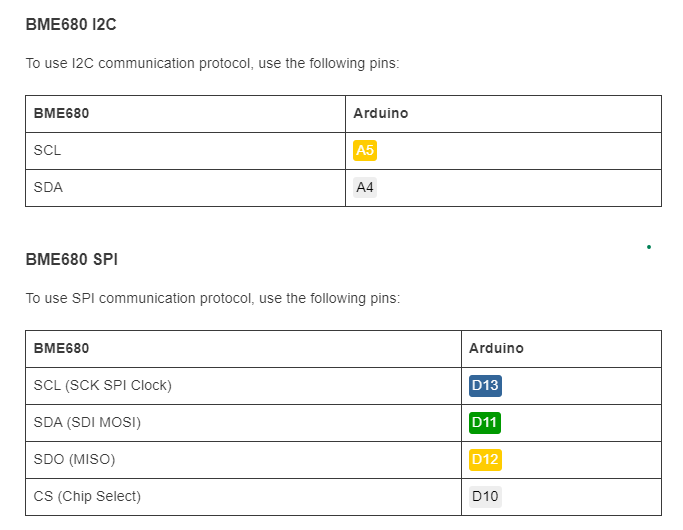 BME680 I2C
To use I2C communication protocol, use the following pins:
BME680 Arduino
SCL A5
SDA A4
BME680 SPI
To use SPI communication protocol, use the following pins:
BME680 Arduino
SCL (SCK SPI Clock) D13
SDA (SDI MOSI) D11
SDO (MISO) D12
CS (Chip Select) D10